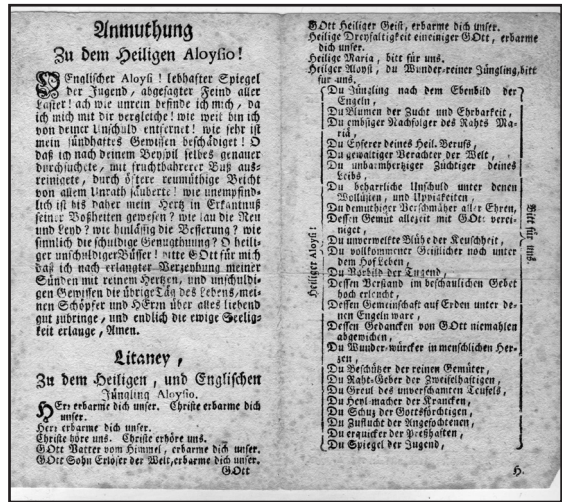 Anmuthung
Zu dem Heiligen Aloysio!
O Englischer Aloysi ! lebhafter Spiegel
der Jugend, abgesagter Feind aller
Laster! ach wie unrein befinde ich mich, da
ich mich mit dir vergleiche! wie weit bin ich
von deiner Unschuld entfernet! wie sehr ist
mein sündhaftes Gewissen beschädiget! O
daß ich nach deinem Beyspil selbes genauer
durchsuchete, mit fruchtbahrerer Buß aus-
reinigete, durch öftere reumüthige Beicht
von allem Unrath säuberte! wie unempfind-
lich ist bis daher mein Hertz in Erkantnuß
seiner Boßheiten gewesen? wie lau die Reu
und Leyd? wie hinläßig die Besserung? wie
sinnlich die schuldige Genugthuung? O heili-
ger unschuldiger Büsser! bitte GOtt für mich
daß ich nach erlangter Verzeyhung meiner
Sünden mit reinem Hertzen, und unschuldi-
gen Gewissen die übrige Täg des Lebens, mei-
nen Schöpfer und HErrn über alles liebend
gut zubringe, und endlich die ewige Seelig-
keit erlange, Amen.
Litaney,
Zu dem Heiligen, und Englischen
Jüngling Aloysio.
HErr erbarme dich unser. Christe erbarme dich
unser.
Herr erbarme dich unser.
Christe höre uns. Christe erhöre uns.
GOtt Vatter vom Himmel, erbarme dich unser.
GOtt Sohn Erlöser der Welt, erbarme dich unser.
GOtt
GOtt Heiliger Geist, erbarme dich unser.
Heilige Dreyfaltigkeit eineiniger GOtt, erbarme
dich unser.
Heilige Maria, bitt für uns.
Heiliger Aloysi, du Wunder-reiner Jüngling, bitt
für uns.
Heiliger Aloysi!
Du Jüngling nach dem Ebenbild der
Engeln,
Du Blumen der Zucht und Ehrbarkeit,
Du embsiger Nachfolger des Rahts Ma-
riä,
Du Eyferer deines Heil. Berufs,
Du gewaltiger Verachter der Welt,
Du unbarmhertziger Züchtiger deines
Leibs,
Du beharrliche Unschuld unter denen
Wollüsten, und Uppigkeiten,
Du demuthiger Verschmäher aller Ehren,
Dessen Gemüt allezeit mit GOtt verei-
niget,
Du unverwelkte Blühe der Keuschheit,
Du vollkommener Geistlicher noch unter
dem Hof Leben,
Du Vorbild der Tugend,
Dessen Verstand im beschaulichen Gebet
hoch erleucht,
Dessen Gemeinschaft auf Erden unter de-
nen Engeln ware,
Dessen Gedancken von GOtt niemahlen
abgewichen,
Du Wunder-würcker in menschlichen Her-
zen,
Du Beschützer der reinen Gemüter,
Du Raht-Geber der Zweifelhaftigen,
Du Greul des unverschamten Teufels,
Du Heyl-macher der Krancken,
Du Schutz der Gottsförchtigen,
Du Zuflucht der Angefochtenen,
Du erquicker der Preßhaften,
Du Spiegel der Jugend,
Bitt für uns
H.